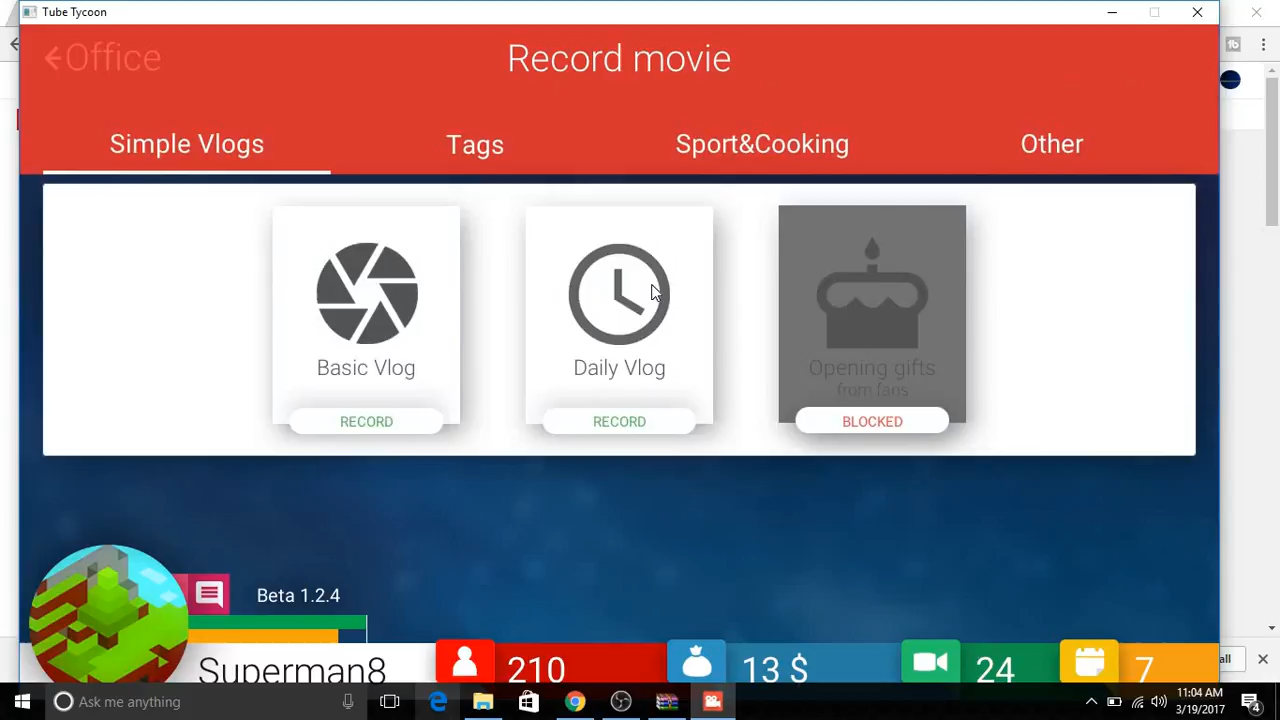 Tube Tycoon
Office
Record movie
Simple Vlogs
Tags
Sport&Cooking
Other
Basic Vlog
RECORD
Daily Vlog
RECORD
Opening gifts
from fans
BLOCKED
Beta 1.2.4
Superman8
210
13 $
24
7
all
Ask me anything
11:04 AM
3/19/2017
4